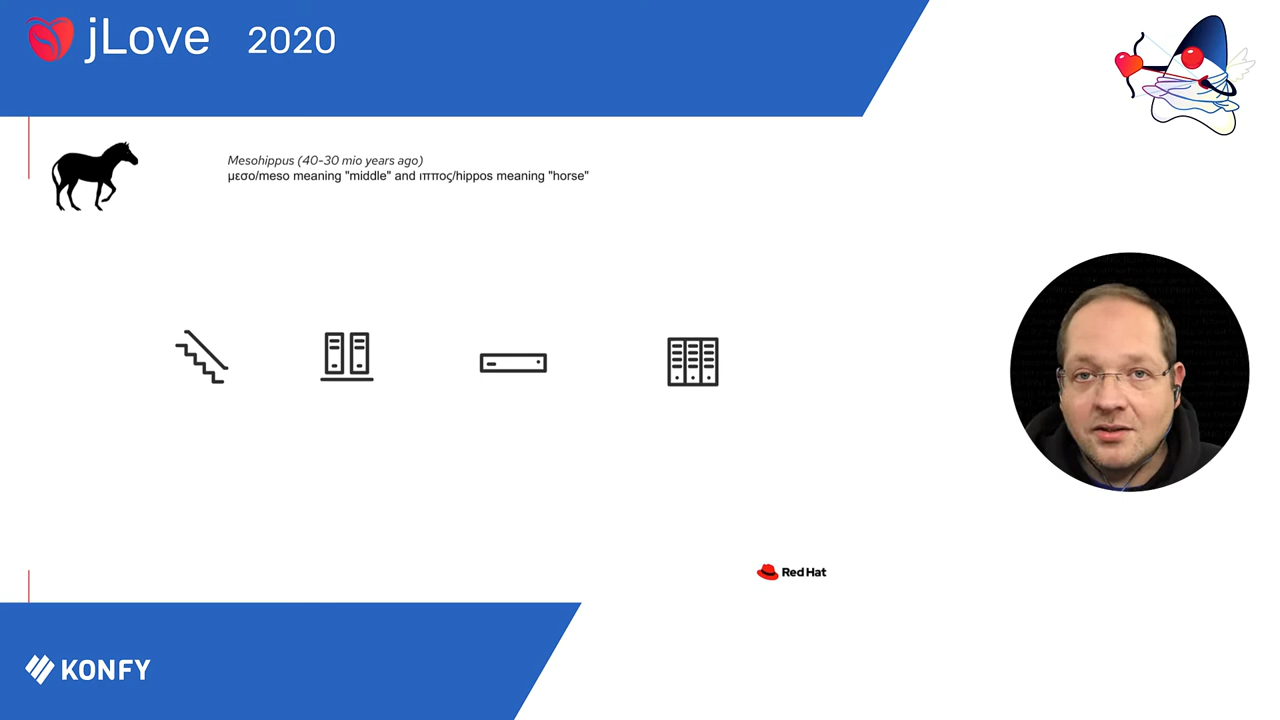 jLove 2020
Mesohippus (40-30 mio years ago)
μεσο/meso meaning "middle" and ιππος/hippos meaning "horse"
Red Hat
KONFY